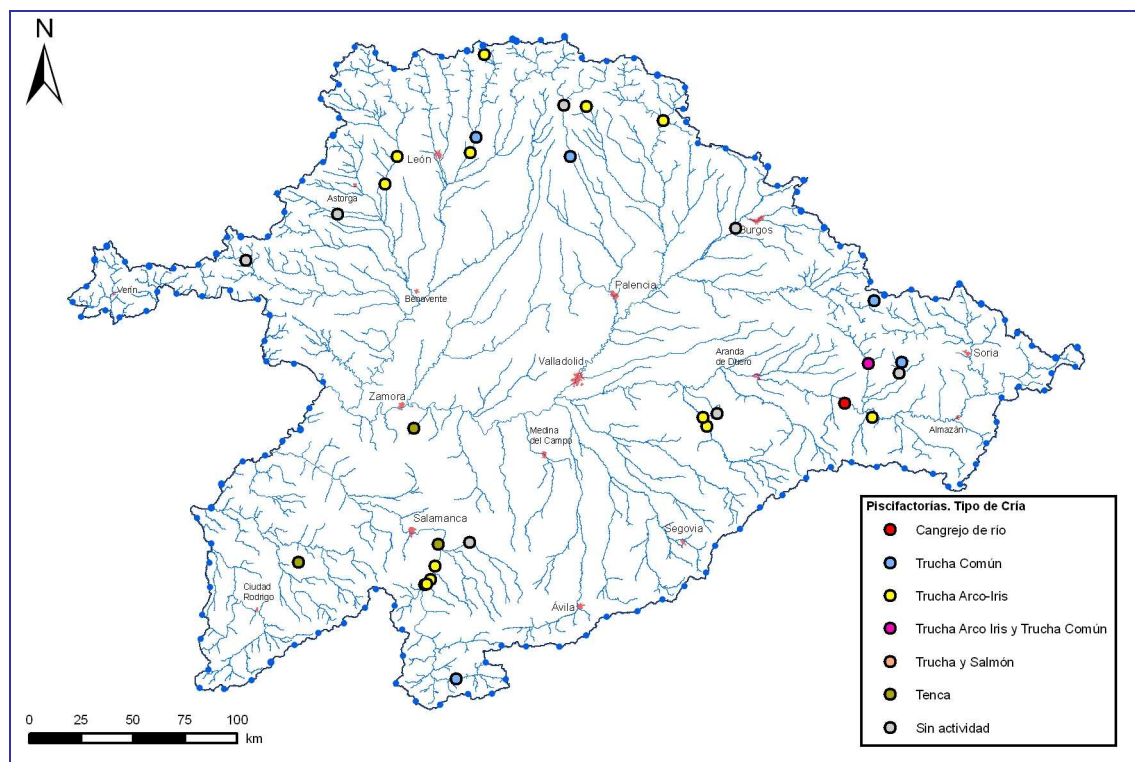 N
León
Astorga
Burgos
Verín
Benavente
Palencia
Soria
Valladolid
Aranda
de Duero
Zamora
Almazán
Medina
del Campo
Salamanca
Segovia
Ciudad
Rodrigo
Ávila
Piscifactorías. Tipo de Cría
Cangrejo de río
Trucha Común
Trucha Arco-Iris
Trucha Arco Iris y Trucha Común
Trucha y Salmón
Tenca
Sin actividad
0 25 50 75 100
km